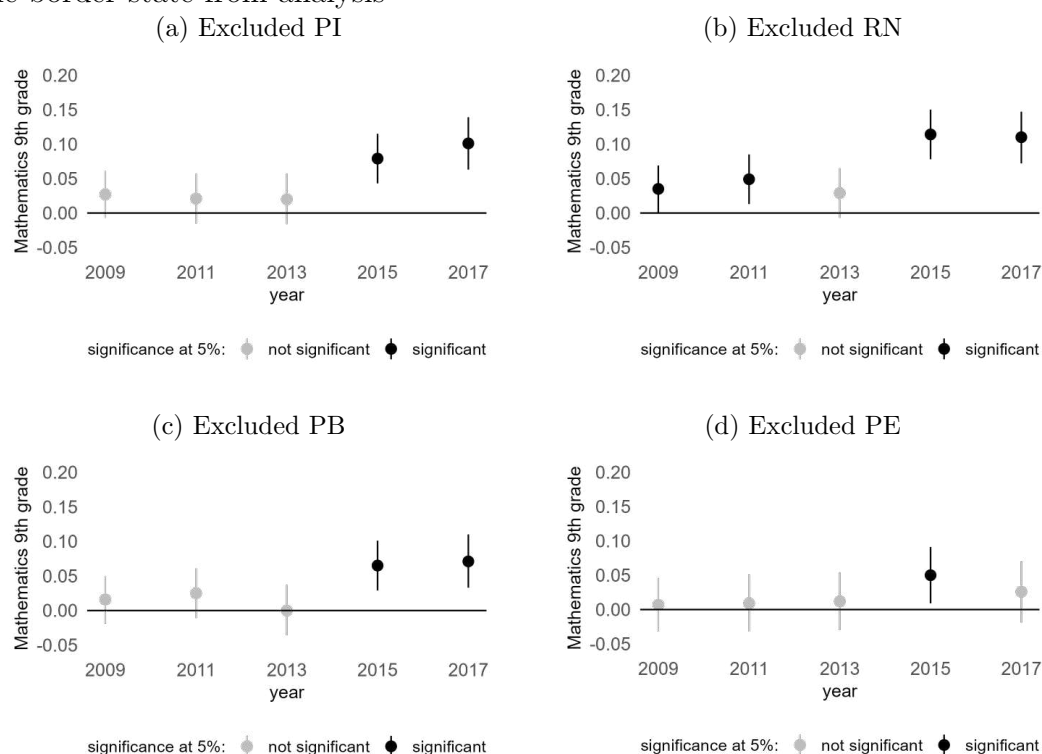 border state from analysis
(a) Excluded PI
Mathematics 9th grade
0.20
0.15
0.10
0.05
0.00
-0.05
2009 2011 2013 2015 2017
year
significance at 5%: not significant significant
(b) Excluded RN
Mathematics 9th grade
0.20
0.15
0.10
0.05
0.00
-0.05
2009 2011 2013 2015 2017
year
significance at 5%: not significant significant
(c) Excluded PB
Mathematics 9th grade
0.20
0.15
0.10
0.05
0.00
-0.05
2009 2011 2013 2015 2017
year
significance at 5%: not significant significant
(d) Excluded PE
Mathematics 9th grade
0.20
0.15
0.10
0.05
0.00
-0.05
2009 2011 2013 2015 2017
year
significance at 5%: not significant significant